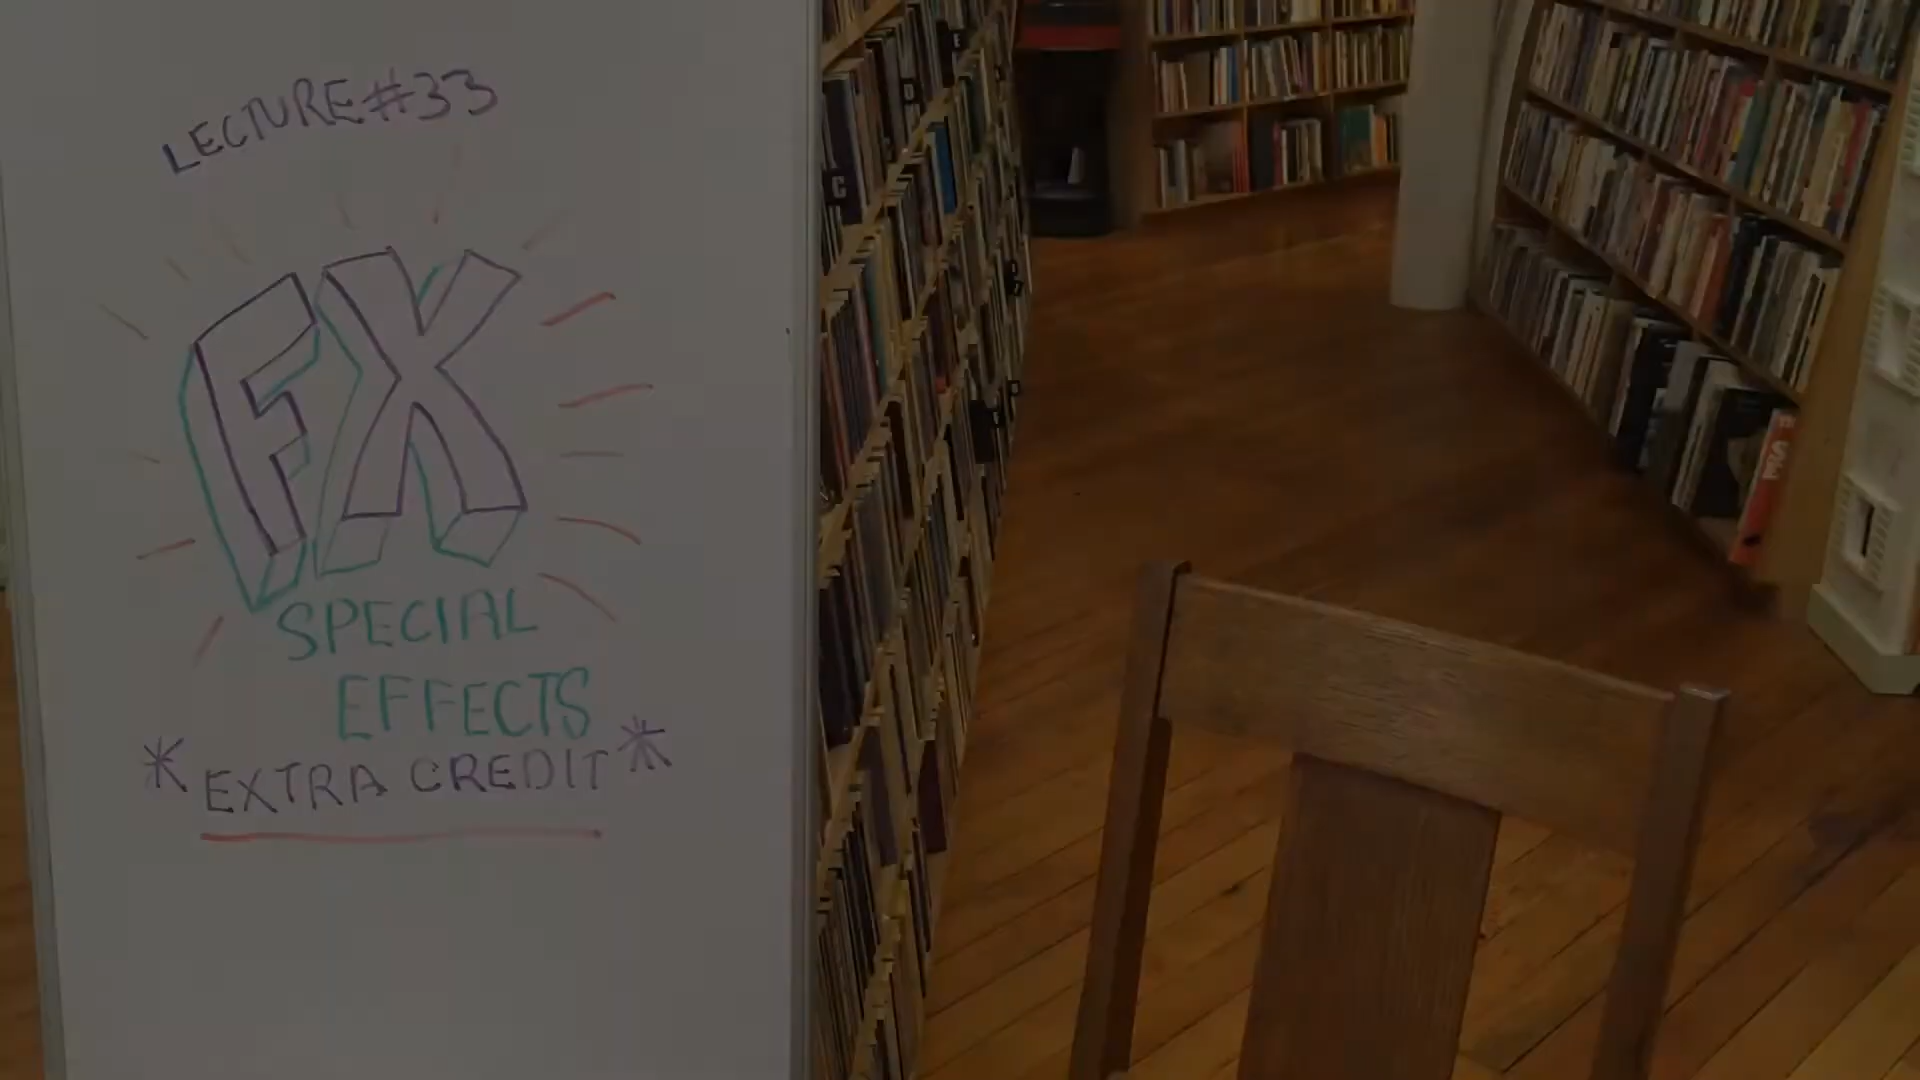 LECTURE #33
FX
SPECIAL
EFFECTS
*EXTRA CREDIT*
C